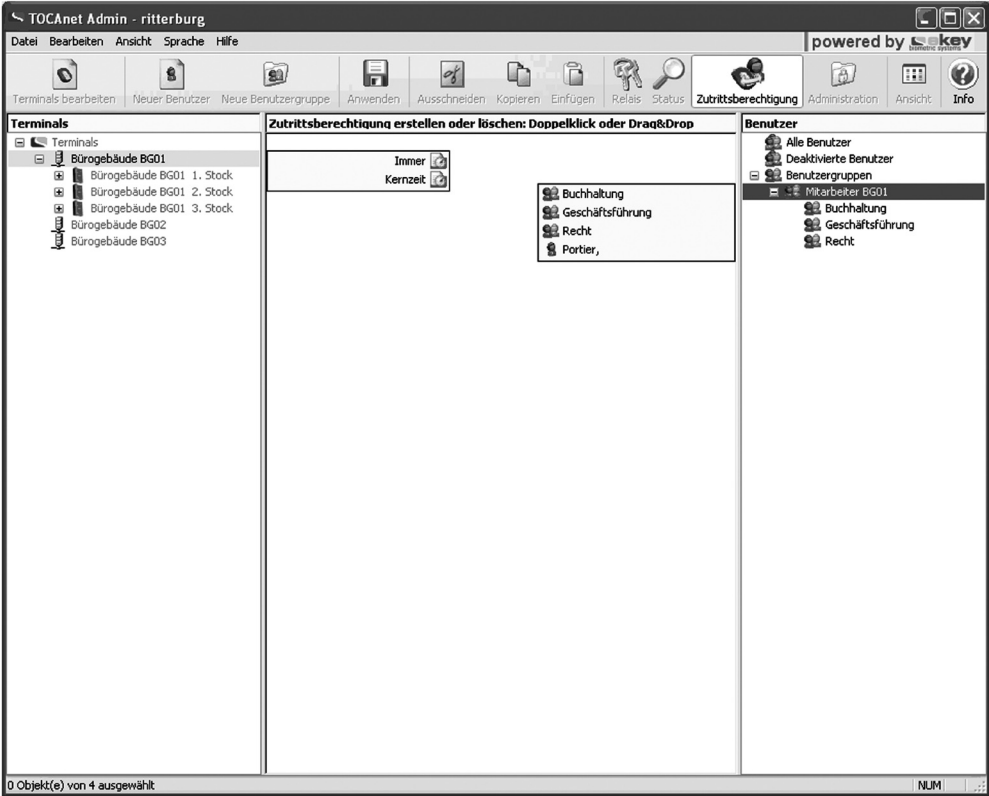 TOCAnet Admin - ritterburg
Datei Bearbeiten Ansicht Sprache Hilfe
powered by ekey
biometric systems
Terminals bearbeiten Neuer Benutzer Neue Benutzergruppe Anwenden Ausschneiden Kopieren Einfügen Relais Status Zutrittsberechtigung Administration Ansicht Info
Terminals
Terminals
Bürogebäude BG01
Bürogebäude BG01 1. Stock
Bürogebäude BG01 2. Stock
Bürogebäude BG01 3. Stock
Bürogebäude BG02
Bürogebäude BG03
Zutrittsberechtigung erstellen oder löschen: Doppelklick oder Drag&Drop
Immer
Kernzeit
Buchhaltung
Geschäftsführung
Recht
Portier,
Benutzer
Alle Benutzer
Deaktivierte Benutzer
Benutzergruppen
Mitarbeiter BG01
Buchhaltung
Geschäftsführung
Recht
0 Objekt(e) von 4 ausgewählt
NUM